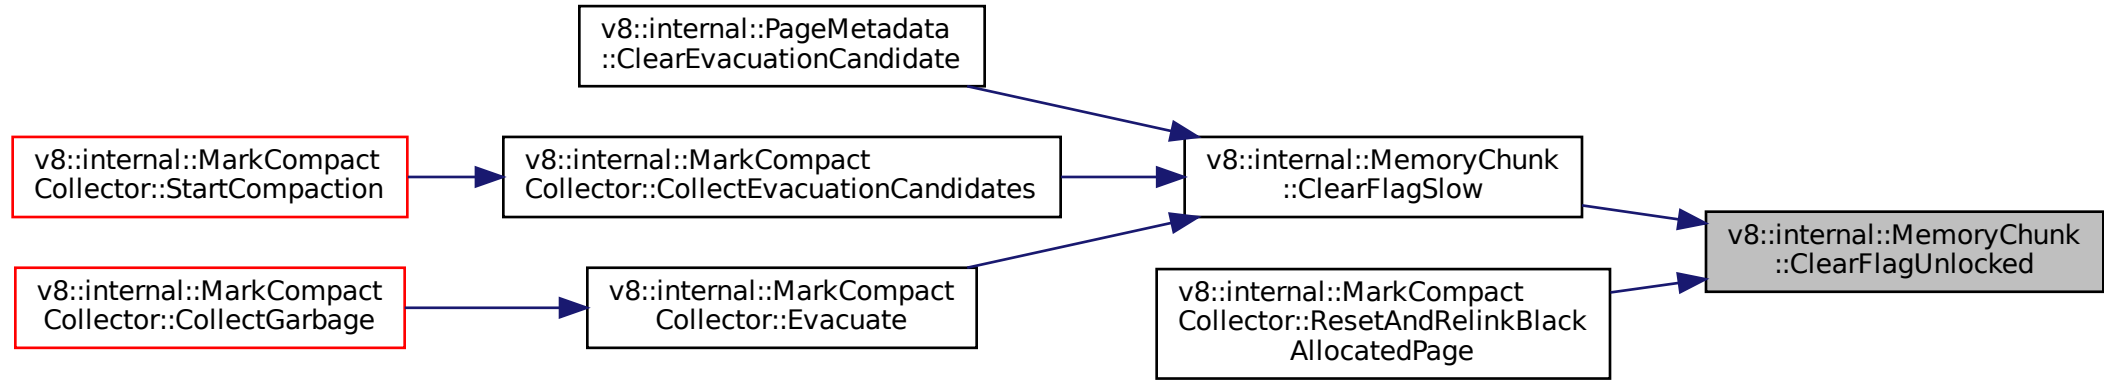 v8::internal::PageMetadata
::ClearEvacuationCandidate
v8::internal::MarkCompact
Collector::StartCompaction
v8::internal::MarkCompact
Collector::CollectEvacuationCandidates
v8::internal::MemoryChunk
::ClearFlagSlow
v8::internal::MemoryChunk
::ClearFlagUnlocked
v8::internal::MarkCompact
Collector::CollectGarbage
v8::internal::MarkCompact
Collector::Evacuate
v8::internal::MarkCompact
Collector::ResetAndRelinkBlack
AllocatedPage